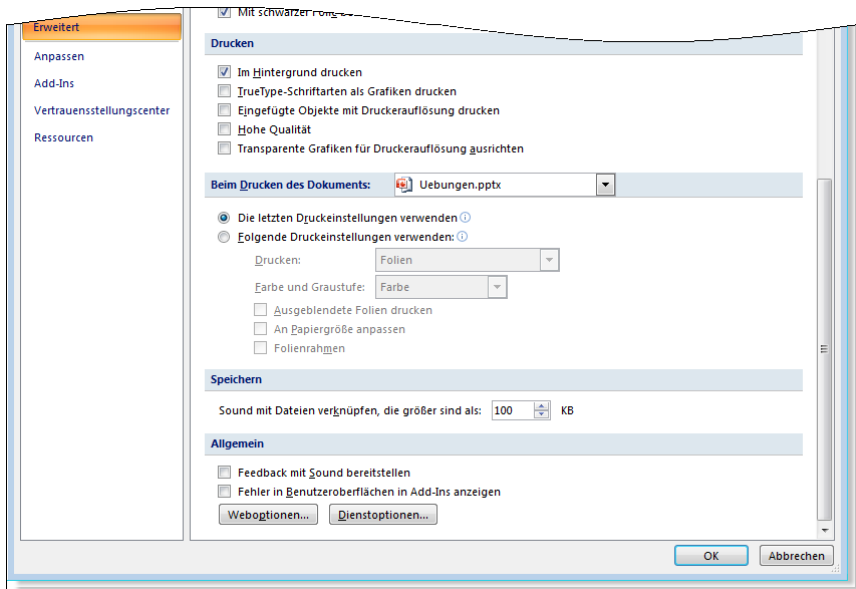 Mit schwarzer
Erweitert
Drucken
Anpassen
Im Hintergrund drucken
Add-Ins
TrueType-Schriftarten als Grafiken drucken
Eingefügte Objekte mit Druckerauflösung drucken
Vertrauensstellungscenter
Hohe Qualität
Ressourcen
Transparente Grafiken für Druckerauflösung ausrichten
Beim Drucken des Dokuments: Uebungen.pptx
Die letzten Druckeinstellungen verwenden
Folgende Druckeinstellungen verwenden:
Drucken: Folien
Farbe und Graustufe: Farbe
Ausgeblendete Folien drucken
An Papiergröße anpassen
Folienrahmen
Speichern
Sound mit Dateien verknüpfen, die größer sind als: 100 KB
Allgemein
Feedback mit Sound bereitstellen
Fehler in Benutzeroberflächen in Add-Ins anzeigen
Weboptionen... Dienstoptionen...
OK Abbrechen